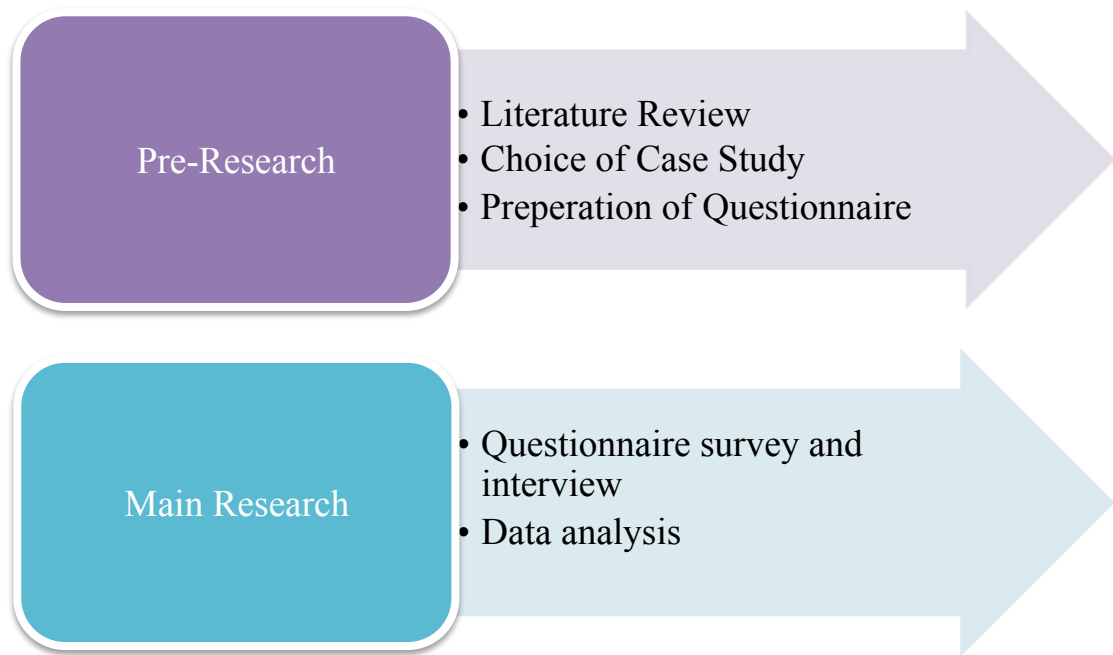 Pre-Research
• Literature Review
• Choice of Case Study
• Preperation of Questionnaire
Main Research
• Questionnaire survey and
interview
• Data analysis